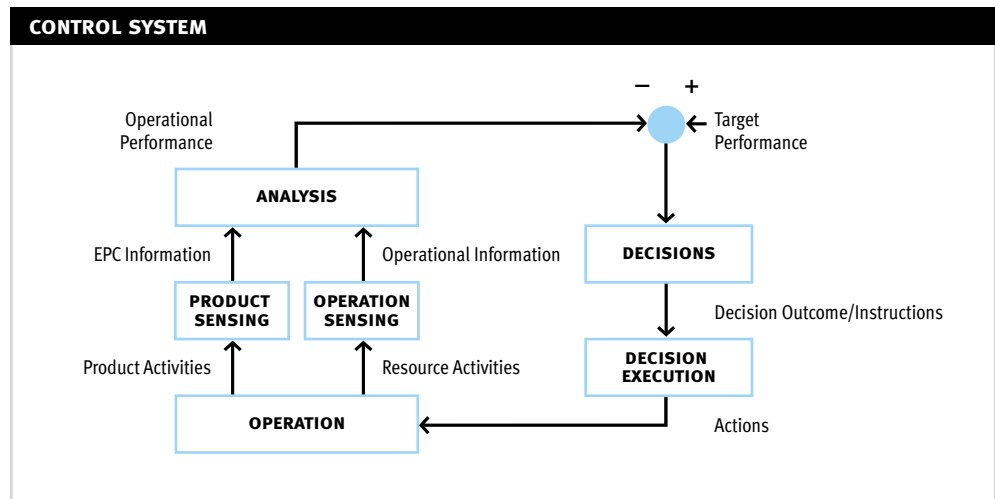 CONTROL SYSTEM
− +
Operational
Performance
Target
Performance
ANALYSIS
EPC Information
Operational Information
DECISIONS
PRODUCT
SENSING
OPERATION
SENSING
Decision Outcome/Instructions
Product Activities
Resource Activities
DECISION
EXECUTION
OPERATION
Actions